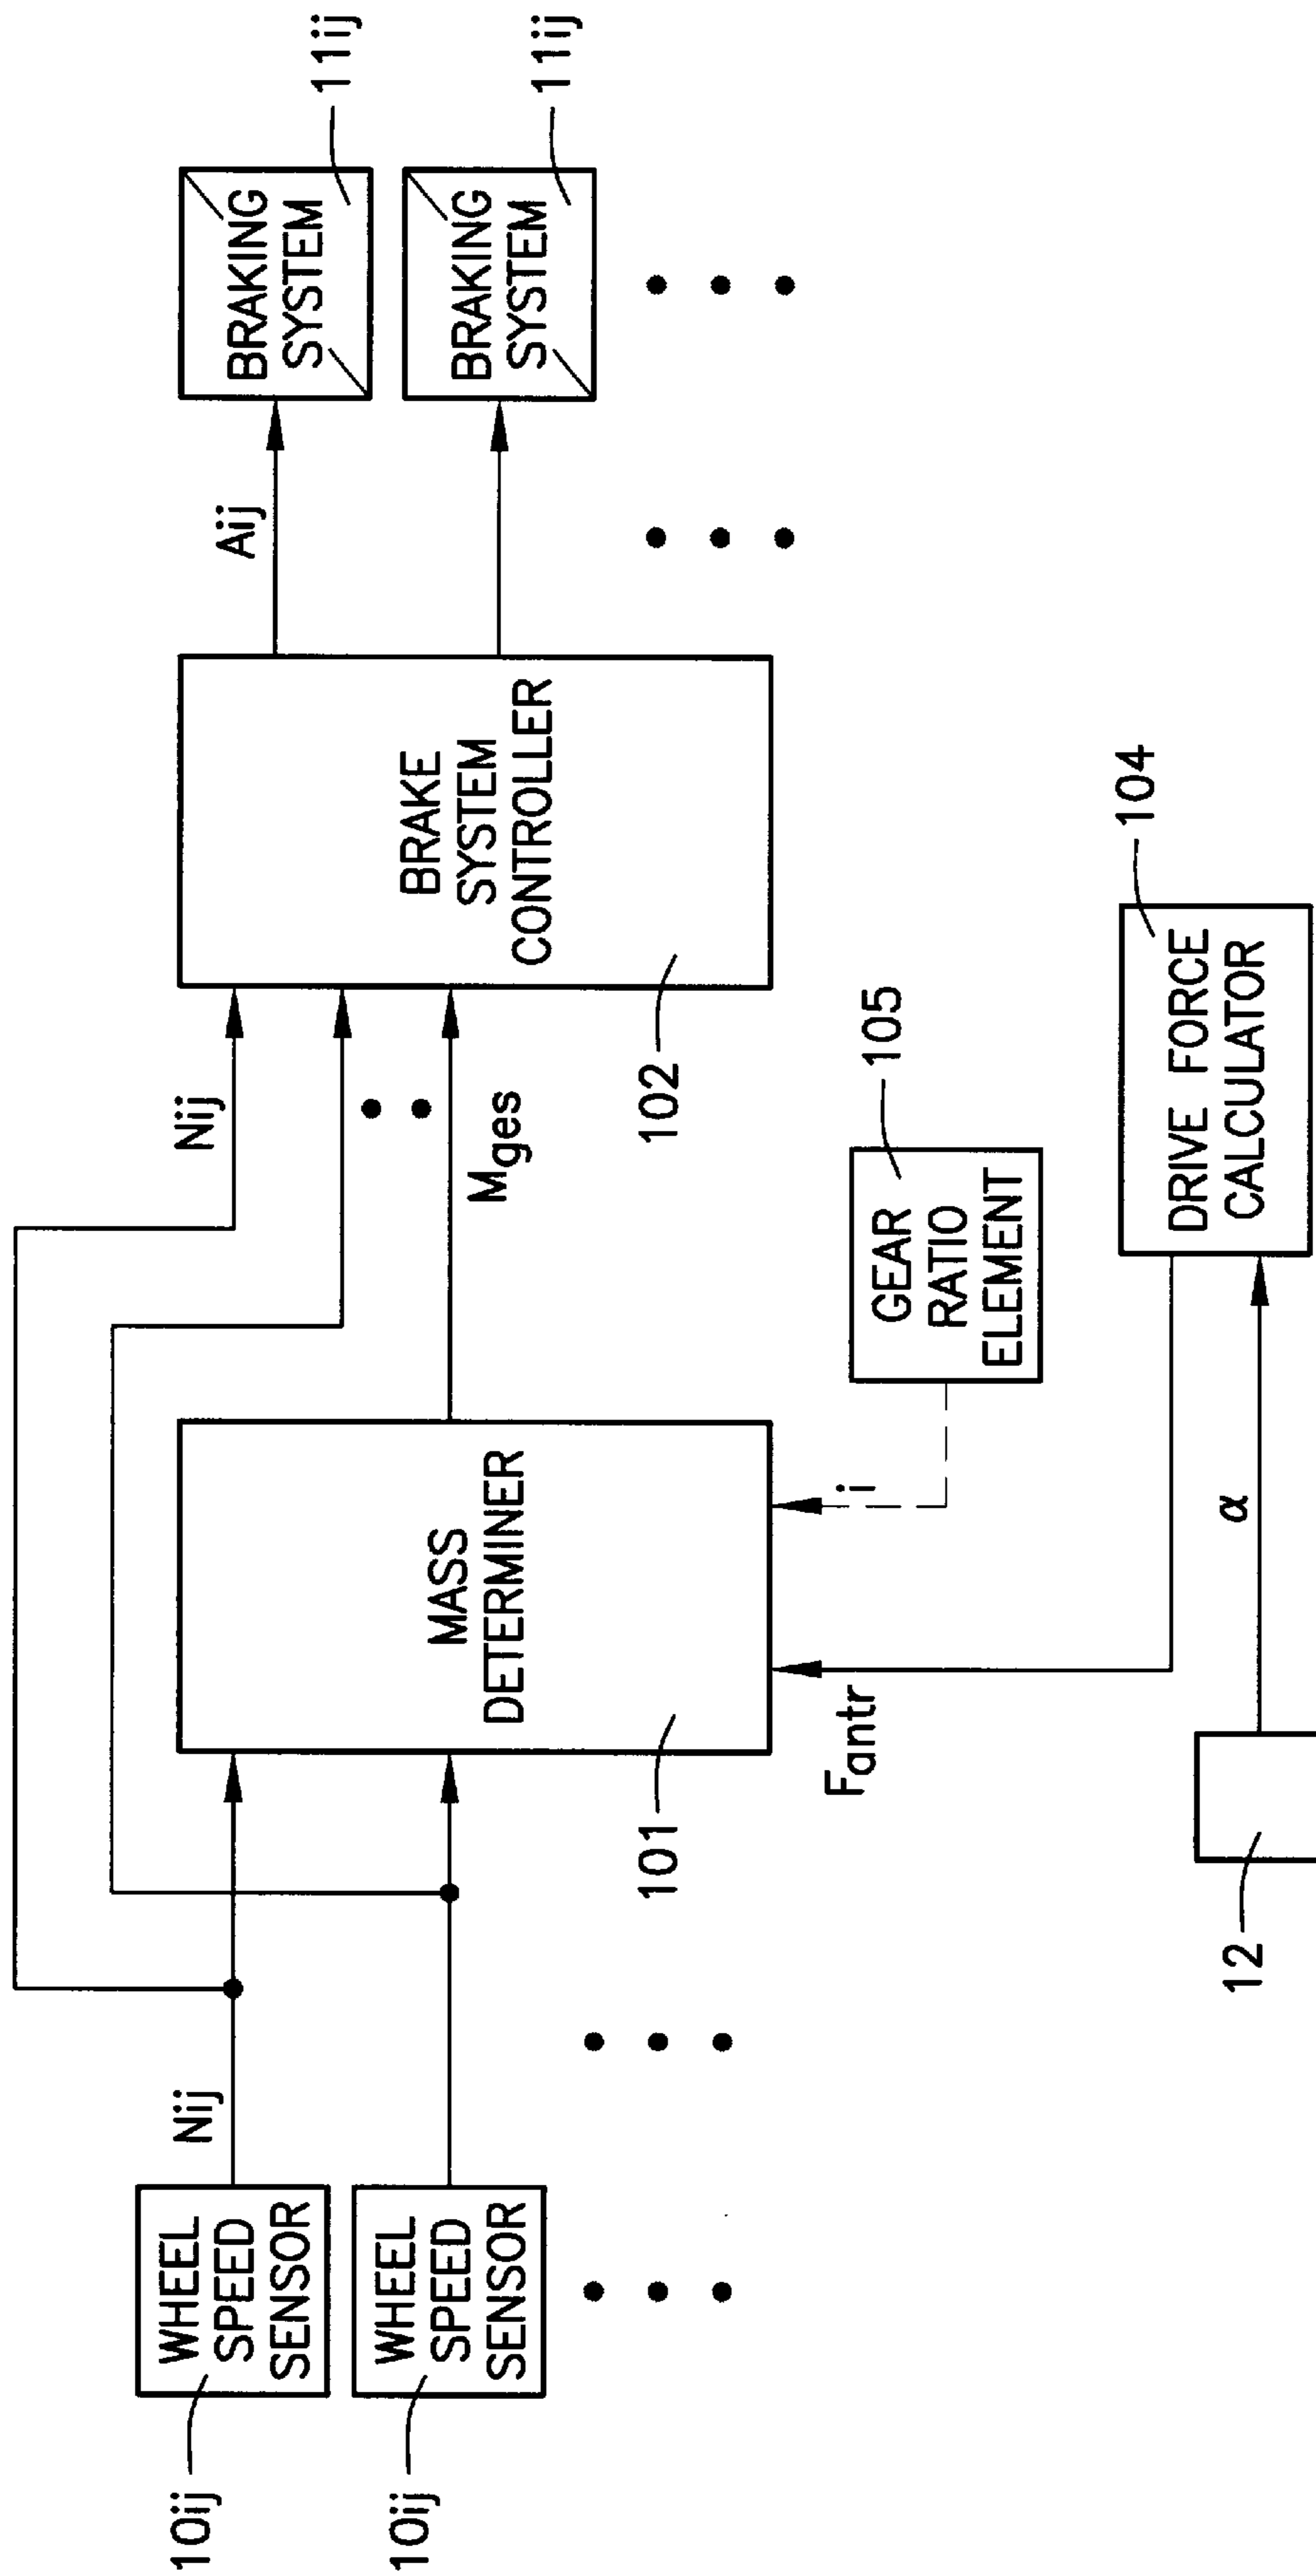 10ij
WHEEL
SPEED
SENSOR
10ij
WHEEL
SPEED
SENSOR
Nij
Nij
101
MASS
DETERMINER
Mges
102
BRAKE
SYSTEM
CONTROLLER
Aij
BRAKING
SYSTEM
11ij
BRAKING
SYSTEM
11ij
Fantr
i
105
GEAR
RATIO
ELEMENT
12
α
104
DRIVE FORCE
CALCULATOR